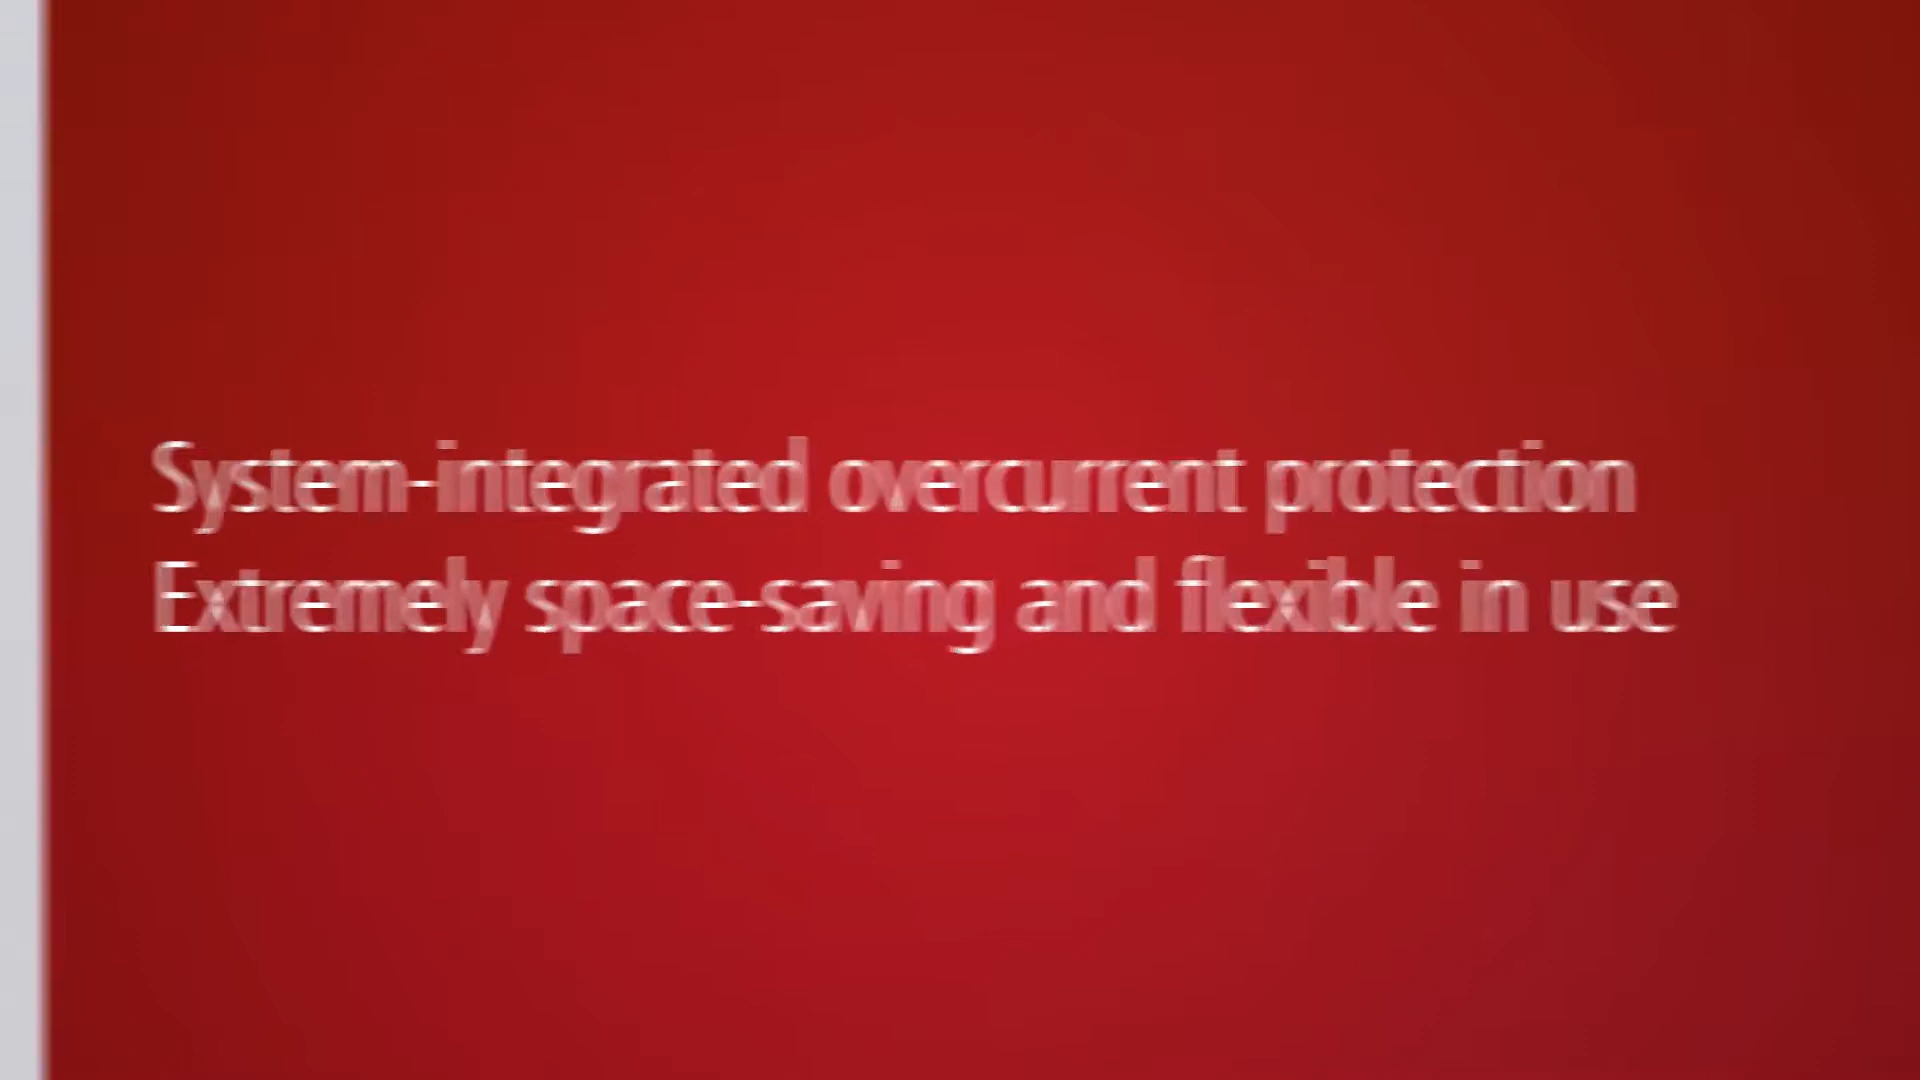 System-integrated overcurrent protection
Extremely space-saving and flexible in use